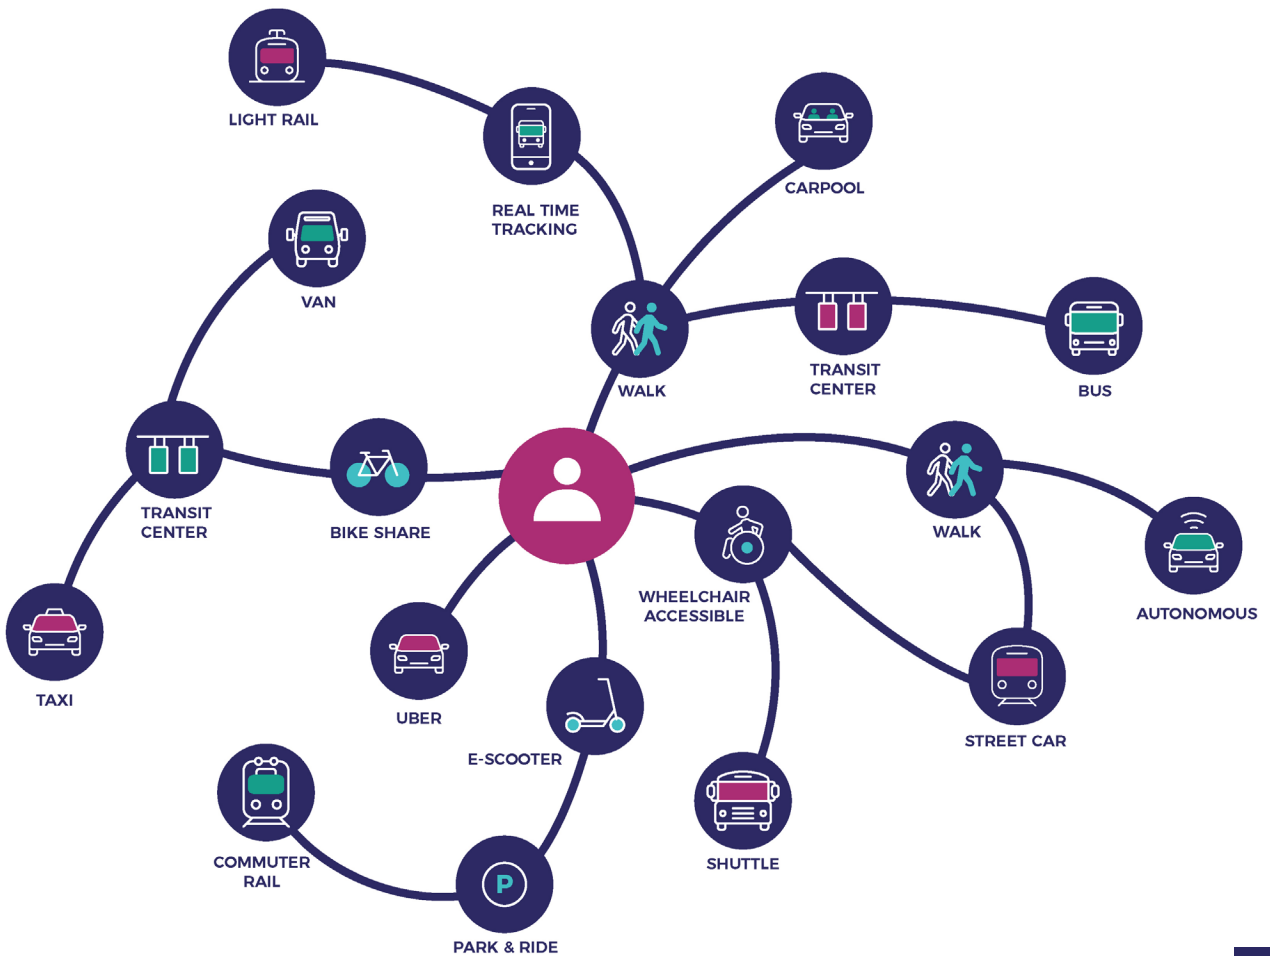 LIGHT RAIL
REAL TIME
TRACKING
CARPOOL
VAN
TRANSIT
CENTER
BUS
WALK
TRANSIT
CENTER
BIKE SHARE
WALK
WHEELCHAIR
ACCESSIBLE
AUTONOMOUS
TAXI
UBER
STREET CAR
E-SCOOTER
SHUTTLE
COMMUTER
RAIL
P
PARK & RIDE